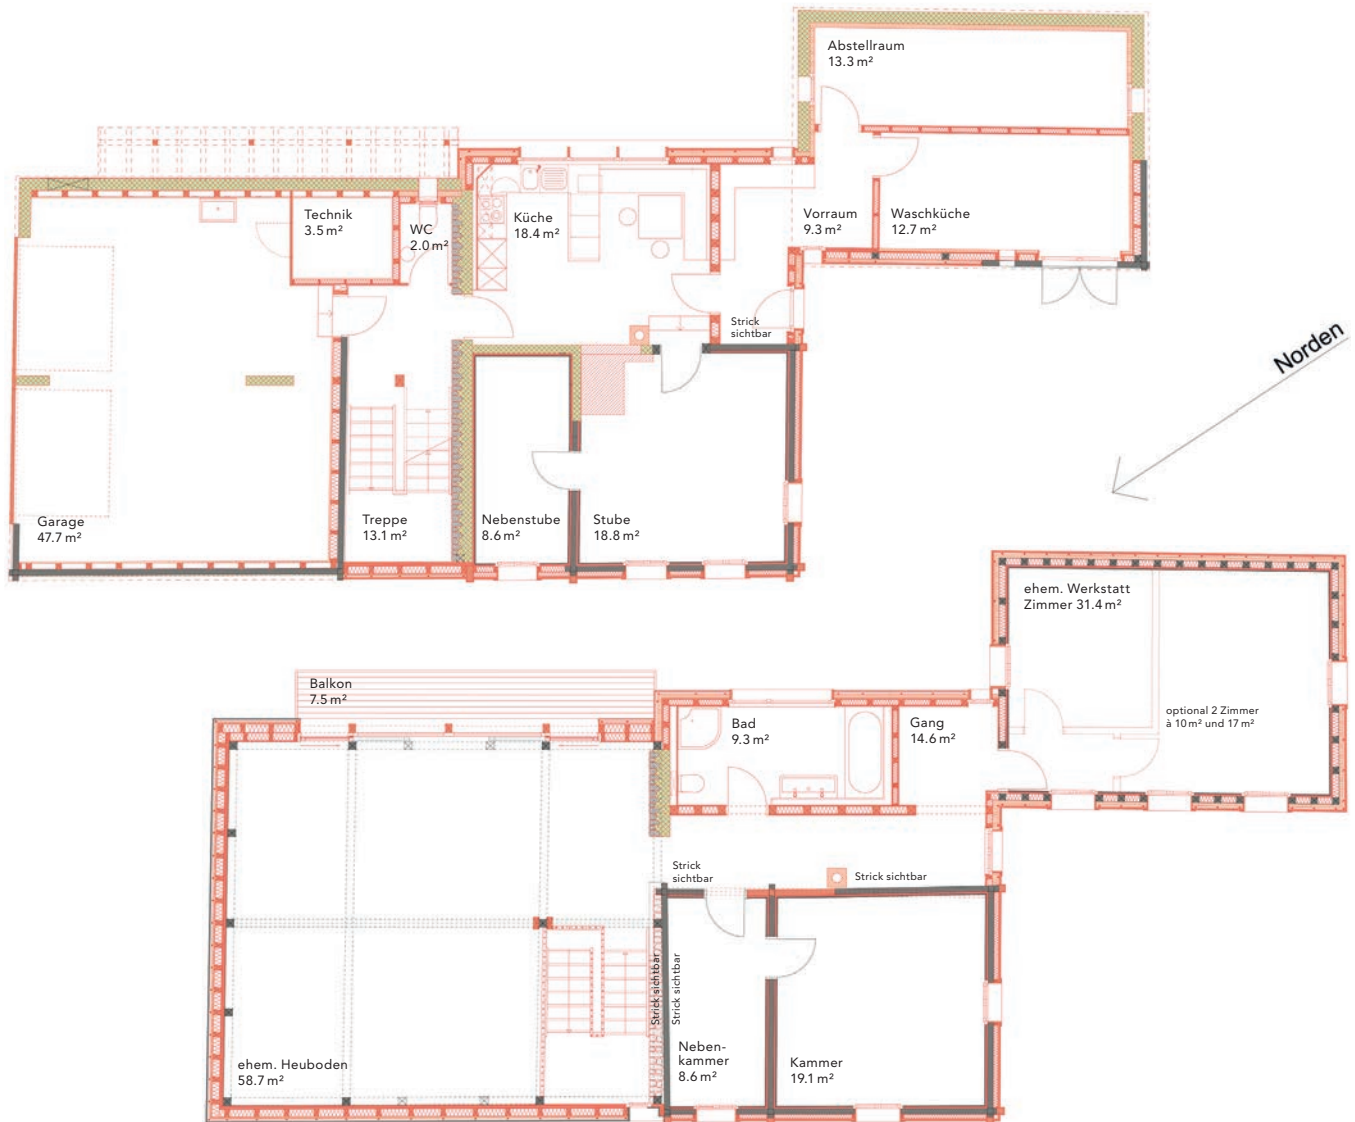 Abstellraum
13.3 m²
Technik
3.5 m²
WC
2.0 m²
Küche
18.4 m²
Vorraum
9.3 m²
Waschküche
12.7 m²
Strick
sichtbar
Norden
Garage
47.7 m²
Treppe
13.1 m²
Nebenstube
8.6 m²
Stube
18.8 m²
ehem. Werkstatt
Zimmer 31.4 m²
optional 2 Zimmer
à 10 m² und 17 m²
Balkon
7.5 m²
Bad
9.3 m²
Gang
14.6 m²
Strick
sichtbar
Strick sichtbar
Strick sichtbar
Strick sichtbar
ehem. Heuboden
58.7 m²
Neben-
kammer
8.6 m²
Kammer
19.1 m²